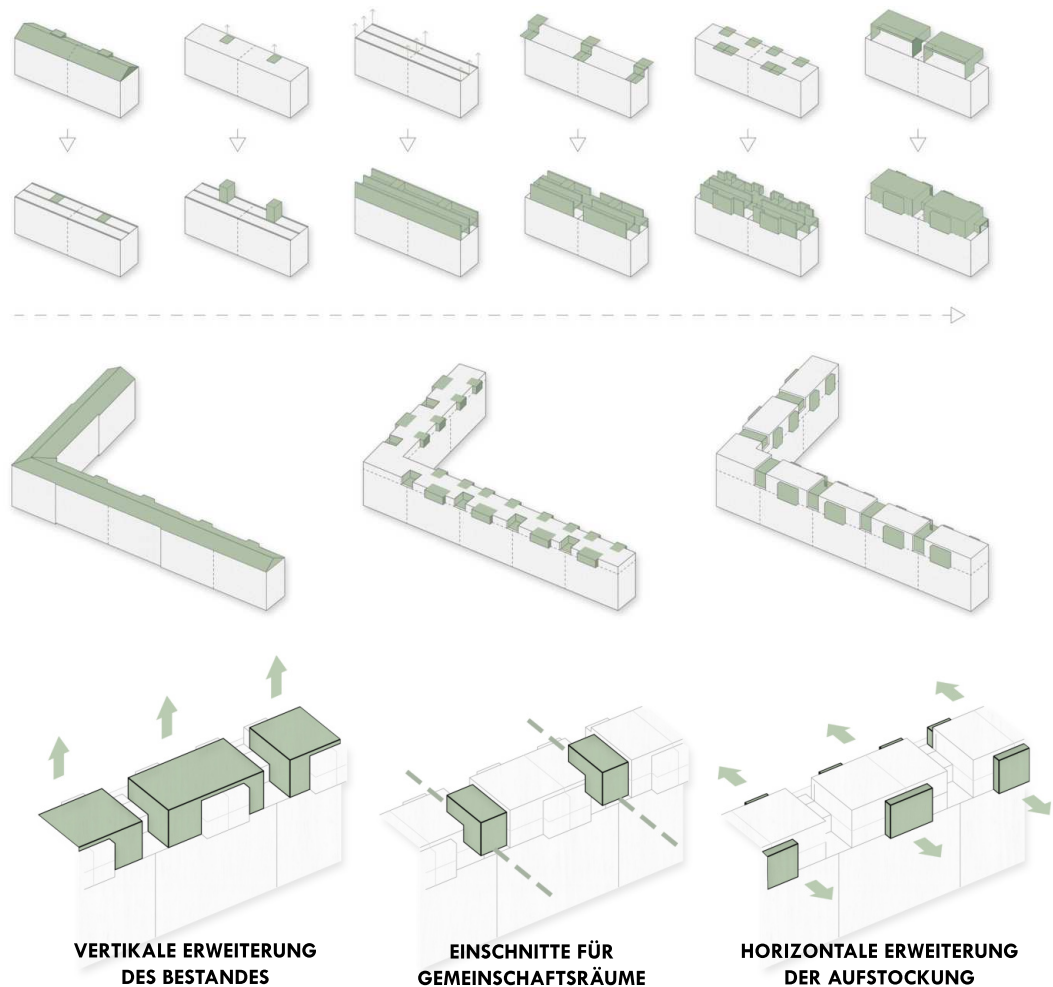 VERTIKALE ERWEITERUNG
DES BESTANDES
EINSCHNITTE FÜR
GEMEINSCHAFTSRÄUME
HORIZONTALE ERWEITERUNG
DER AUFSTOCKUNG